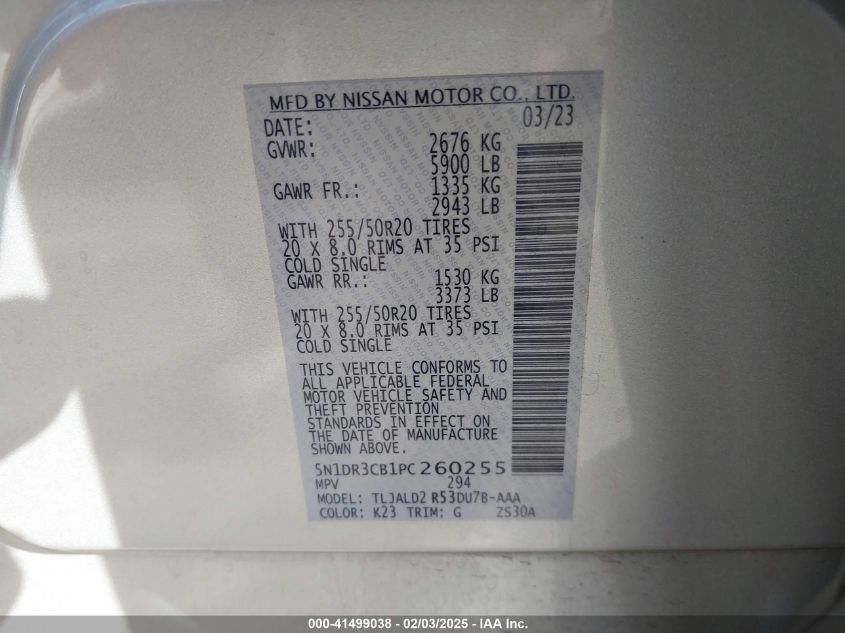 MFD BY NISSAN MOTOR CO., LTD.
DATE: 03/23
GVWR: 2676 KG
5900 LB
GAWR FR.: 1335 KG
2943 LB
WITH 255/50R20 TIRES
20 X 8.0 RIMS AT 35 PSI
COLD SINGLE
GAWR RR.: 1530 KG
3373 LB
WITH 255/50R20 TIRES
20 X 8.0 RIMS AT 35 PSI
COLD SINGLE
THIS VEHICLE CONFORMS TO
ALL APPLICABLE FEDERAL
MOTOR VEHICLE SAFETY AND
THEFT PREVENTION
STANDARDS IN EFFECT ON
THE DATE OF MANUFACTURE
SHOWN ABOVE.
5N1DR3CB1PC260255
MPV 294
MODEL: TLJALD2 R53DU7B-AAA
COLOR: K23 TRIM: G ZS30A
000-41499038 - 02/03/2025 - IAA Inc.